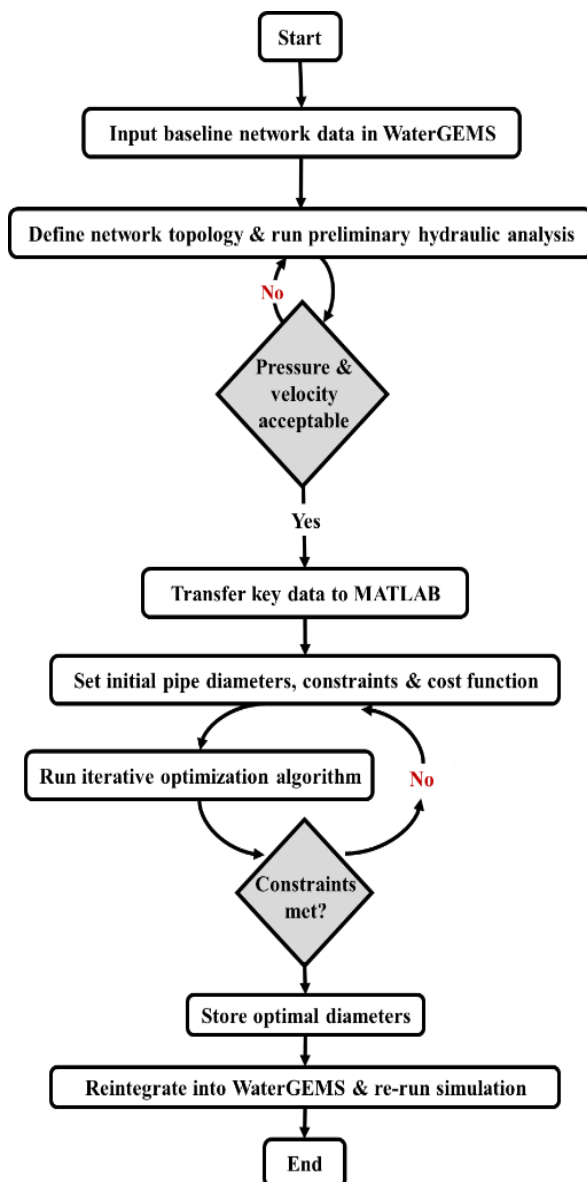 Start
Input baseline network data in WaterGEMS
Define network topology & run preliminary hydraulic analysis
No
Pressure &
velocity
acceptable
Yes
Transfer key data to MATLAB
Set initial pipe diameters, constraints & cost function
Run iterative optimization algorithm
No
Constraints
met?
Store optimal diameters
Reintegrate into WaterGEMS & re-run simulation
End